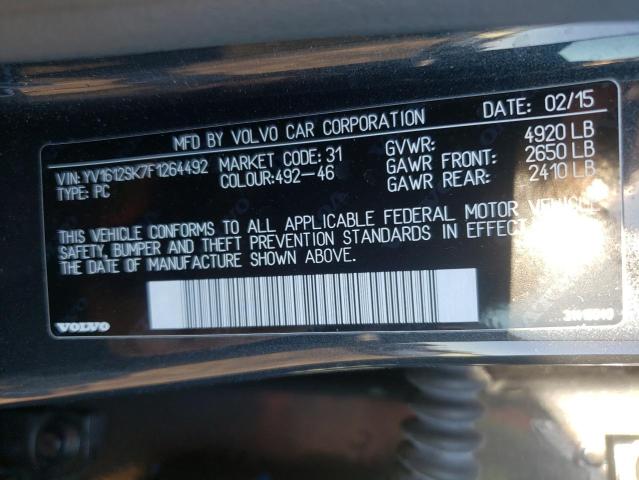 DATE: 02/15
MFD BY VOLVO CAR CORPORATION
VIN: YV1612SK7F1264492 MARKET CODE: 31 GVWR: 4920 LB
TYPE: PC COLOUR:492-46 GAWR FRONT: 2650 LB
GAWR REAR: 2410 LB
THIS VEHICLE CONFORMS TO ALL APPLICABLE FEDERAL MOTOR VEHICLE
SAFETY, BUMPER AND THEFT PREVENTION STANDARDS IN EFFECT
THE DATE OF MANUFACTURE SHOWN ABOVE.
VOLVO